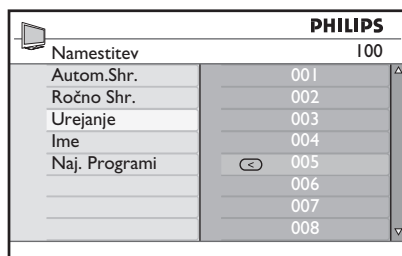 PHILIPS
Namestitev 100
Autom.Shr. 001
Ročno Shr. 002
Urejanje 003
Ime 004
Naj. Programi < 005
006
007
008